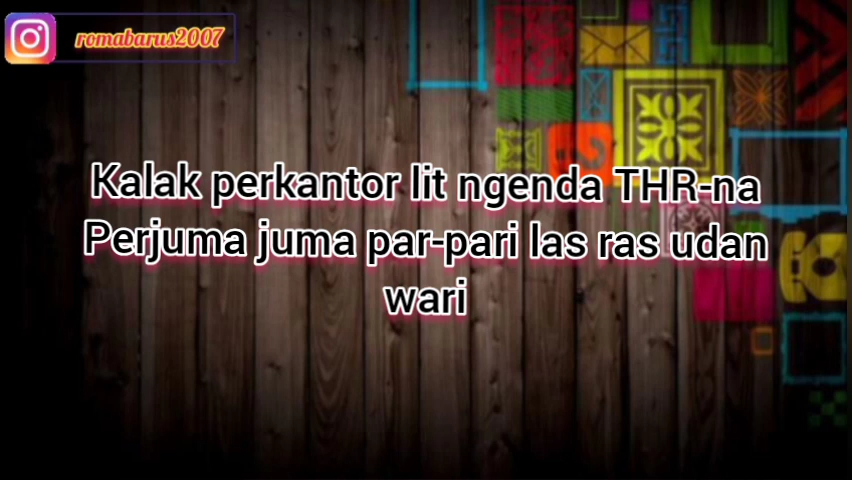 romabarus2007
Kalak perkantor lit ngenda THR-na
Perjuma juma par-pari las ras udan
wari